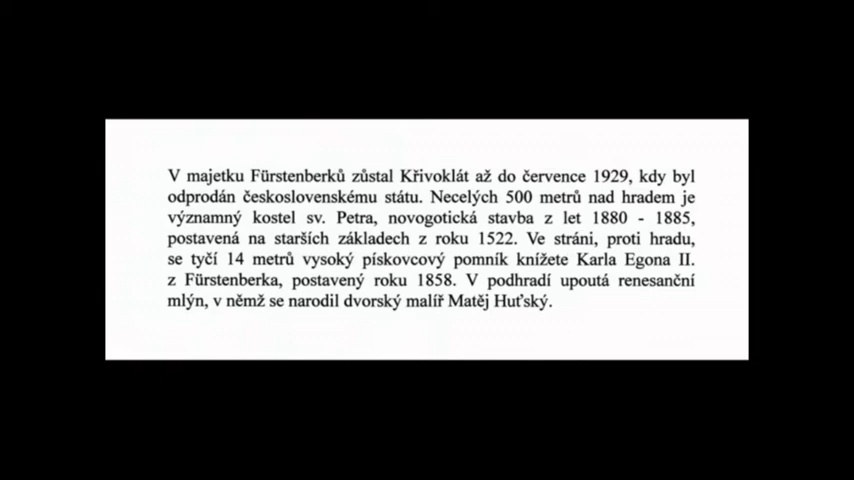 V majetku Fürstenberků zůstal Křivoklát až do července 1929, kdy byl
odprodán československému státu. Necelých 500 metrů nad hradem je
významný kostel sv. Petra, novogotická stavba z let 1880 - 1885,
postavená na starších základech z roku 1522. Ve stráni, proti hradu,
se tyčí 14 metrů vysoký pískovcový pomník knížete Karla Egona II.
z Fürstenberka, postavený roku 1858. V podhradí upoutá renesanční
mlýn, v němž se narodil dvorský malíř Matěj Huťský.